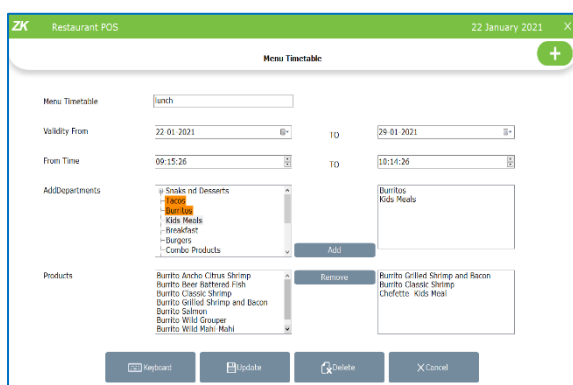 ZK Restaurant POS 22 January 2021 X
Menu Timetable +
Menu Timetable lunch
Validity From 22-01-2021 TO 29-01-2021
From Time 09:15:26 TO 10:14:26
AddDepartments
Snaks nd Desserts
Tacos
Burritos
Kids Meals
Breakfast
Burgers
Combo Products
Burritos
Kids Meals
Add
Products
Burrito Ancho Citrus Shrimp
Burrito Beer Battered Fish
Burrito Classic Shrimp
Burrito Grilled Shrimp and Bacon
Burrito Salmon
Burrito Wild Grouper
Burrito Wild Mahi-Mahi
Remove
Burrito Grilled Shrimp and Bacon
Burrito Classic Shrimp
Chefette Kids Meal
Keyboard Update Delete X Cancel